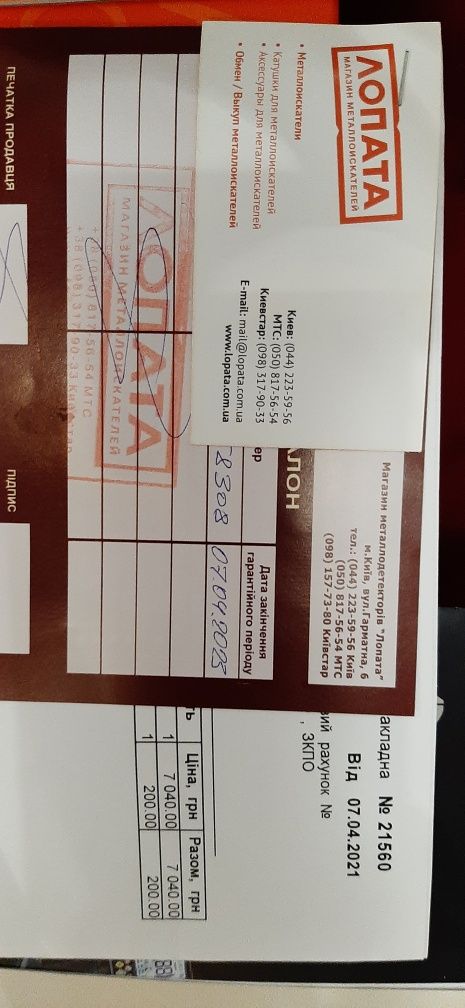 ЛОПАТА
МАГАЗИН МЕТАЛЛОИСКАТЕЛЕЙ
• Металлоискатели
• Катушки для металлоискателей
• Аксессуары для металлоискателей
• Обмен / Выкуп металлоискателей
Киев: (044) 223-59-56
МТС: (050) 817-56-54
Киевстар: (098) 317-90-33
E-mail: mail@lopata.com.ua
www.lopata.com.ua
Магазин металлодетекторів "Лопата"
м.Київ, вул.Гарматна, 6
тел.: (044) 223-59-56 Київ
(050) 817-56-54 МТС
(098) 157-73-80 Київстар
ЛОН
ер
Дата закінчення
гарантійного періоду
8308 07.04.2023
ЛОПАТА
МАГАЗИН МЕТАЛЛОИСКАТЕЛЕЙ
+38 (050) 817-56-54 МТС
+38 (098) 317-90-33 Київстар
ПЕЧАТКА ПРОДАВЦЯ
ПІДПИС
акладна № 21560
Від 07.04.2021
ий рахунок №
, ЗКПО
ть Ціна, грн Разом, грн
1 7 040.00 7 040.00
1 200.00 200.00